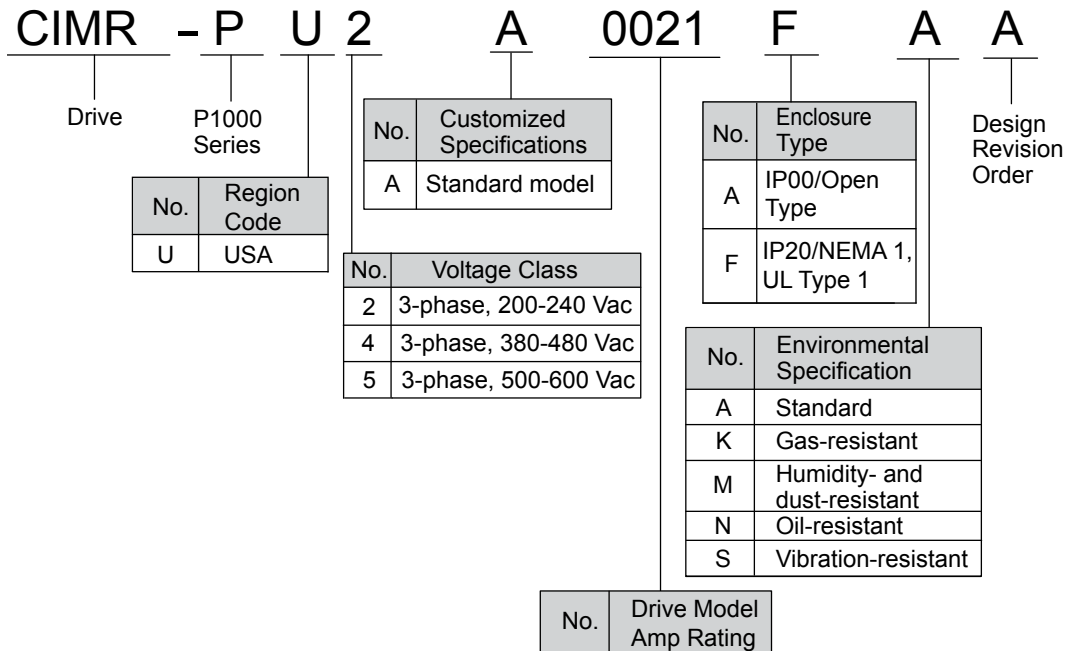 CIMR - P U 2 A 0021 F A A
Drive
P1000
Series
No. Region
Code
U USA
No. Customized
Specifications
A Standard model
No. Voltage Class
2 3-phase, 200-240 Vac
4 3-phase, 380-480 Vac
5 3-phase, 500-600 Vac
No. Enclosure
Type
A IP00/Open
Type
F IP20/NEMA 1,
UL Type 1
Design
Revision
Order
No. Environmental
Specification
A Standard
K Gas-resistant
M Humidity- and
dust-resistant
N Oil-resistant
S Vibration-resistant
No. Drive Model
Amp Rating